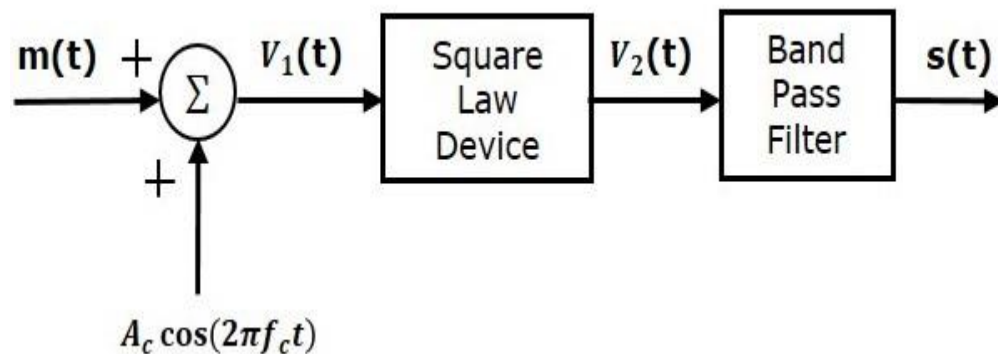 m(t)
+
Σ
V₁(t)
Square
Law
Device
V₂(t)
Band
Pass
Filter
s(t)
+
A_c cos(2πf_c t)